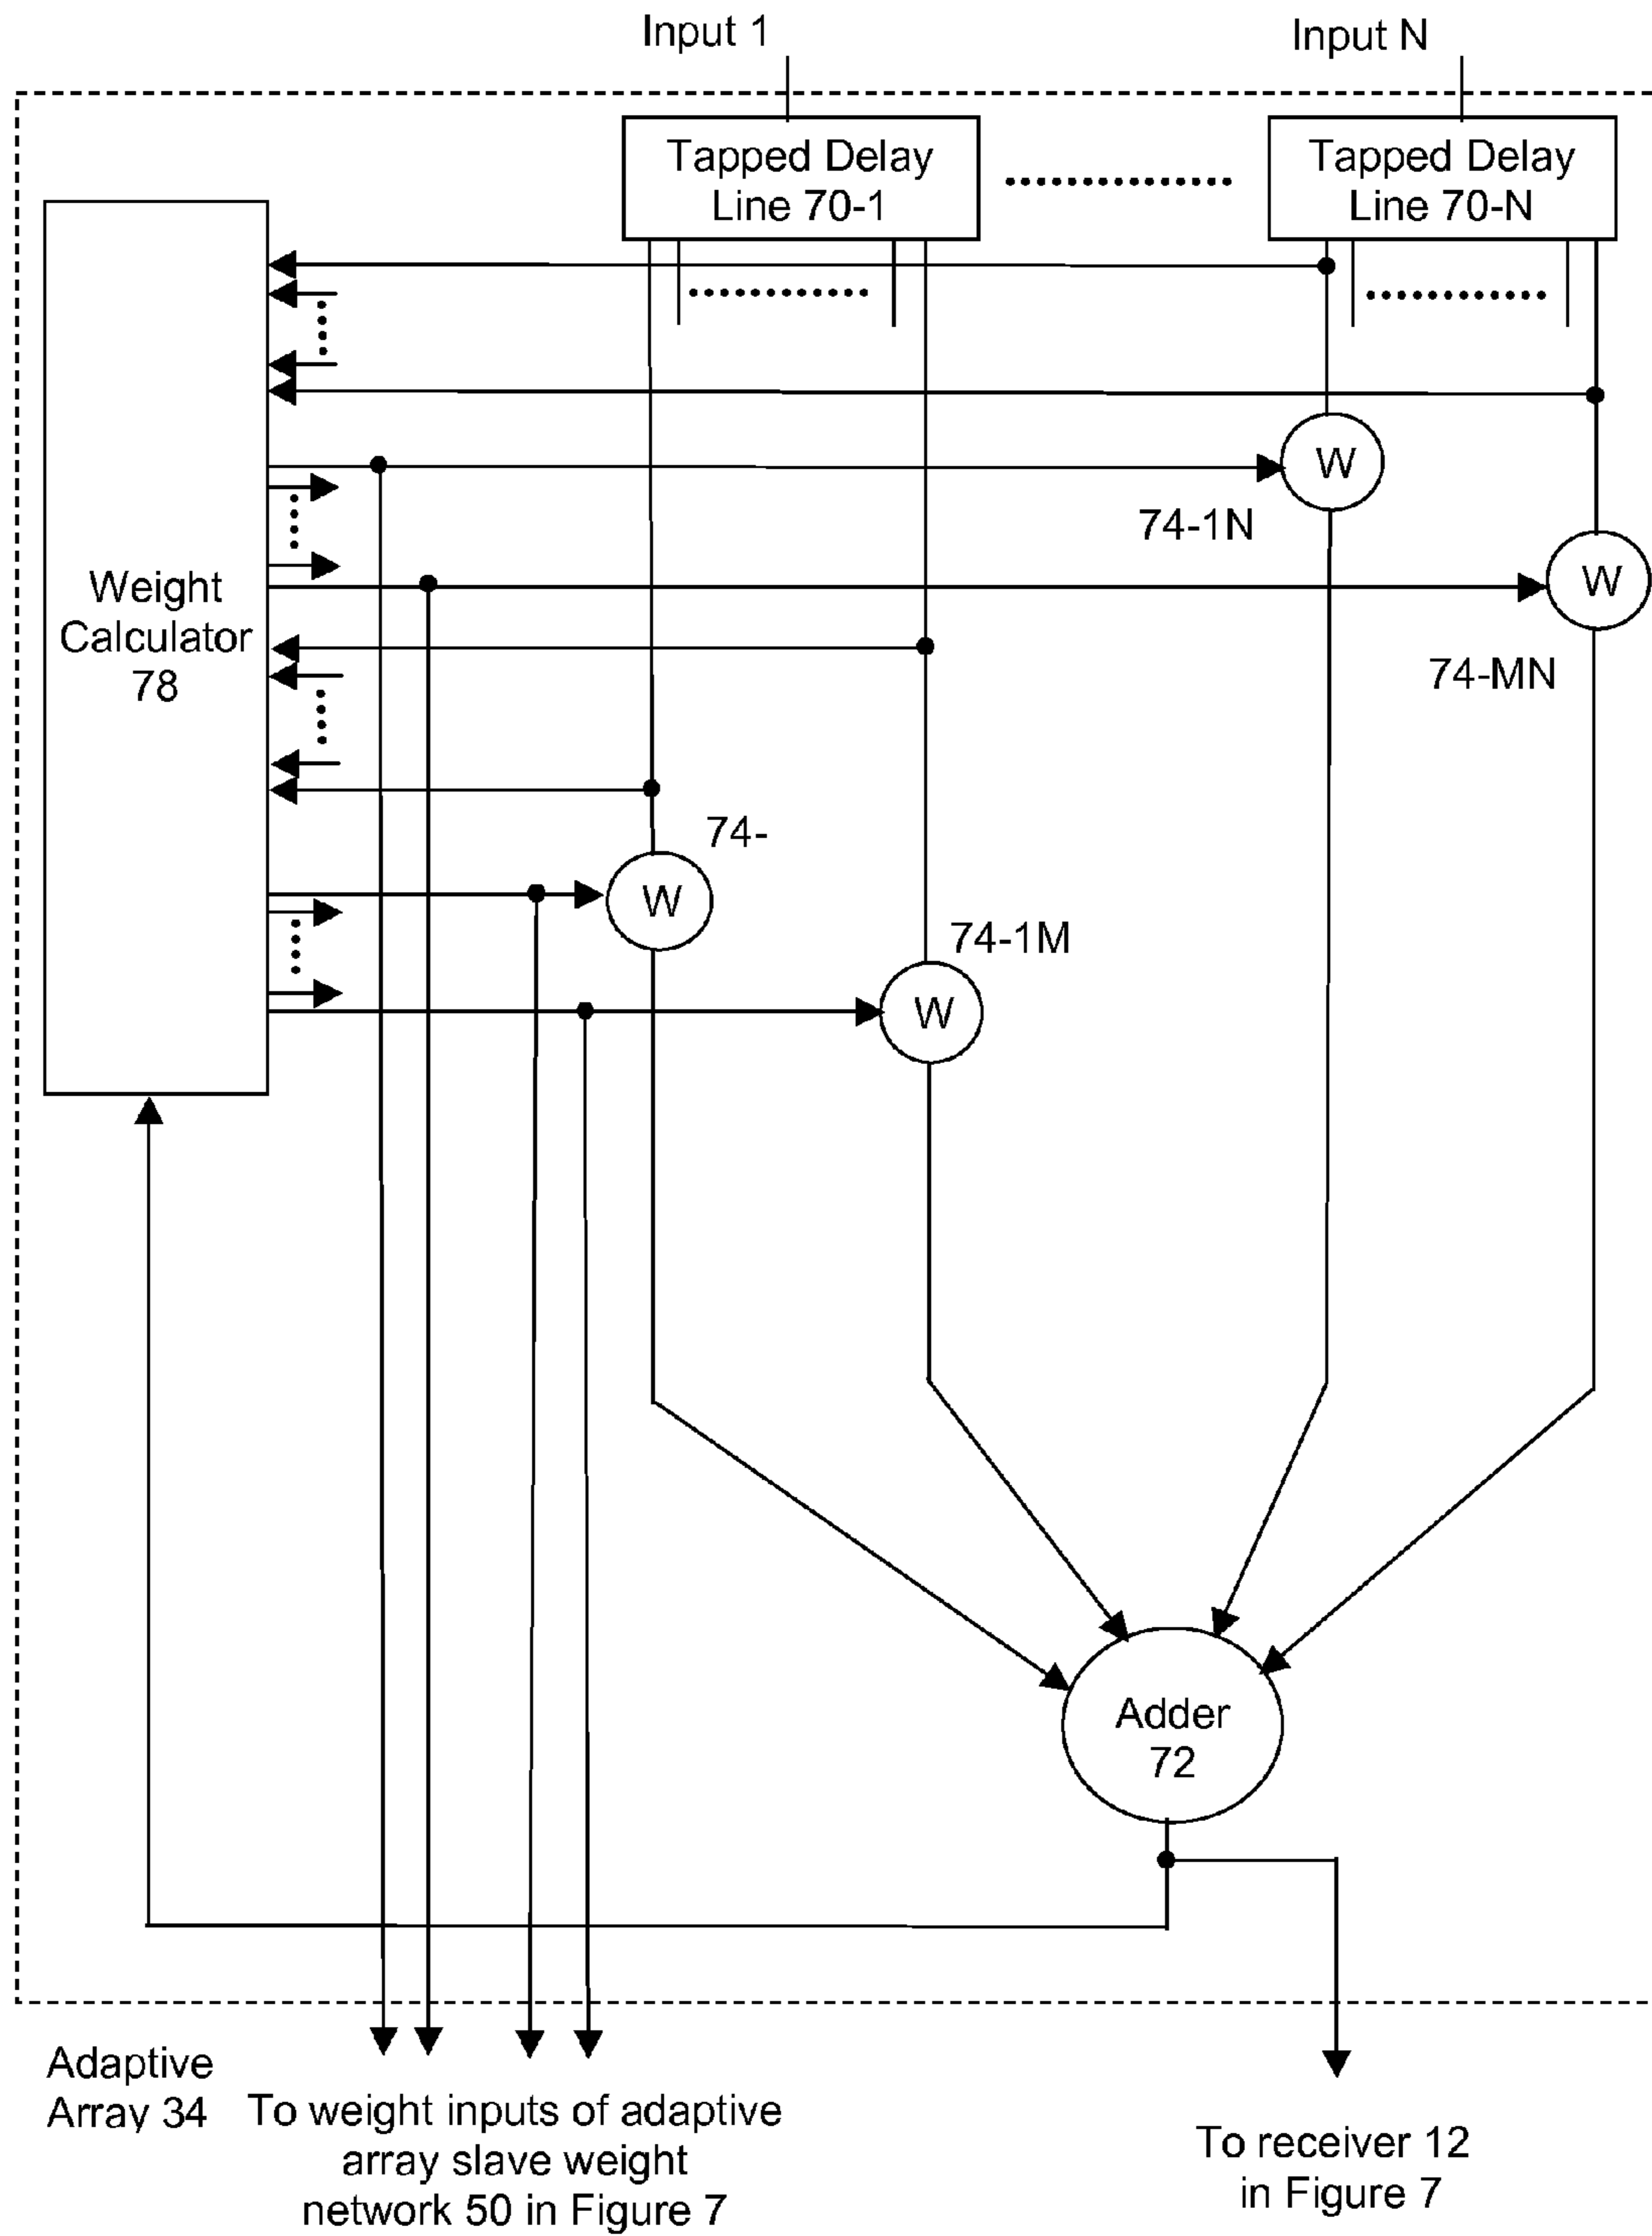 Input 1
Input N
Tapped Delay
Line 70-1
Tapped Delay
Line 70-N
Weight
Calculator
78
W
74-1N
W
74-MN
74-
W
74-1M
W
Adder
72
Adaptive
Array 34
To weight inputs of adaptive
array slave weight
network 50 in Figure 7
To receiver 12
in Figure 7